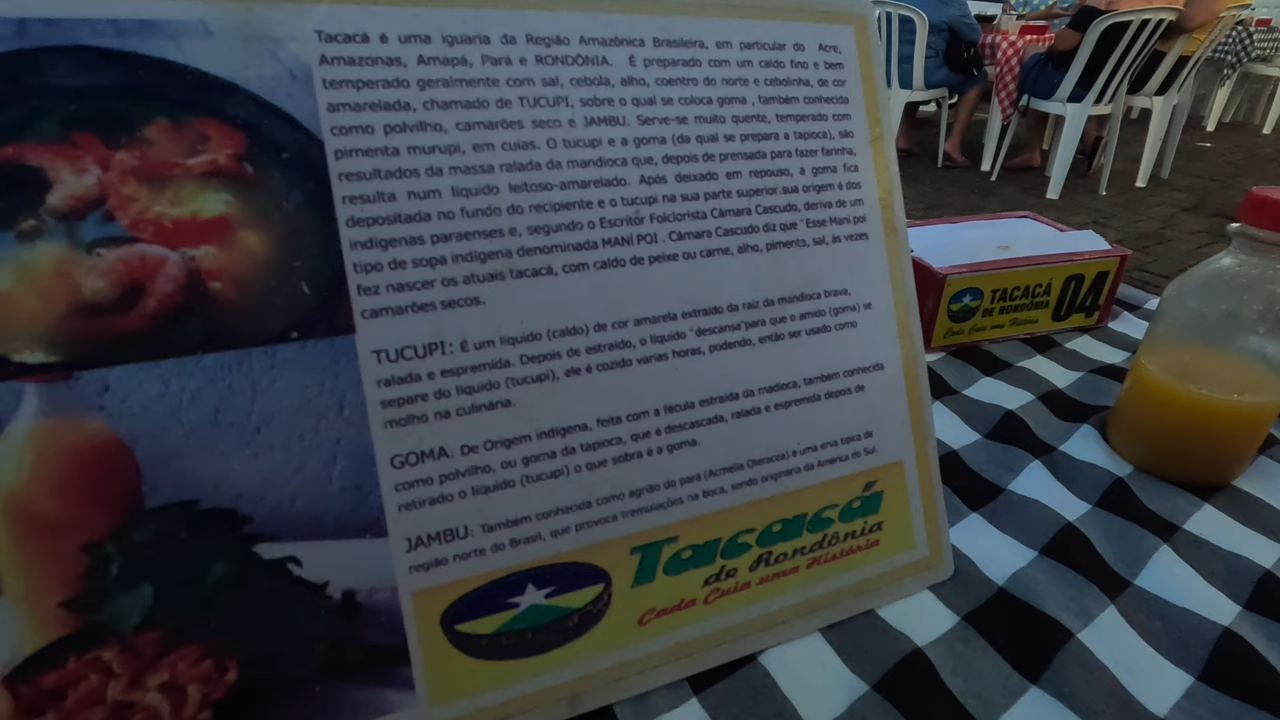 Tacacá é uma iguaria da Região Amazônica Brasileira, em particular do Acre,
Amazonas, Amapá, Pará e RONDÔNIA. É preparado com um caldo fino e bem
temperado geralmente com sal, cebola, alho, coentro do norte e cebolinha, de cor
amarelada, chamado de TUCUPI, sobre o qual se coloca goma , também conhecida
como polvilho, camarões seco e JAMBU. Serve-se muito quente, temperado com
pimenta murupi, em cuias. O tucupi e a goma (da qual se prepara a tapioca), são
resultados da massa ralada da mandioca que, depois de prensada para fazer farinha,
resulta num líquido leitoso-amarelado. Após deixado em repouso, a goma fica
depositada no fundo do recipiente e o tucupi na sua parte superior.sua origem é dos
indígenas paraenses e, segundo o Escritor Folclorista Câmara Cascudo, deriva de um
tipo de sopa indígena denominada MANI POI . Câmara Cascudo diz que "Esse Mani poi
fez nascer os atuais tacacá, com caldo de peixe ou carne, alho, pimenta, sal, às vezes
camarões secos.
TUCUPI: É um líquido (caldo) de cor amarela extraido da raiz da mandioca brava,
ralada e espremida. Depois de estraido, o líquido "descansa"para que o amido (goma) se
separe do líquido (tucupi), ele é cozido varias horas, podendo, então ser usado como
molho na culinária.
GOMA: De Origem indígena, feita com a fécula estraída da madioca, também conhecida
como polvilho, ou goma da tapioca, que é descascada, ralada e espremida depois de
retirado o líquido (tucupi) o que sobra é a goma.
JAMBU: Também conhecida como agrião do pará (Acmella Oleracea) é uma erva típica de
região norte do Brasil, que provoca tremulações na boca, sendo originária da América do Sul.
Tacacá
de Rondônia
Cada Cuia uma História
TACACÁ
DE RONDÔNIA
Cada Cuia uma História
04